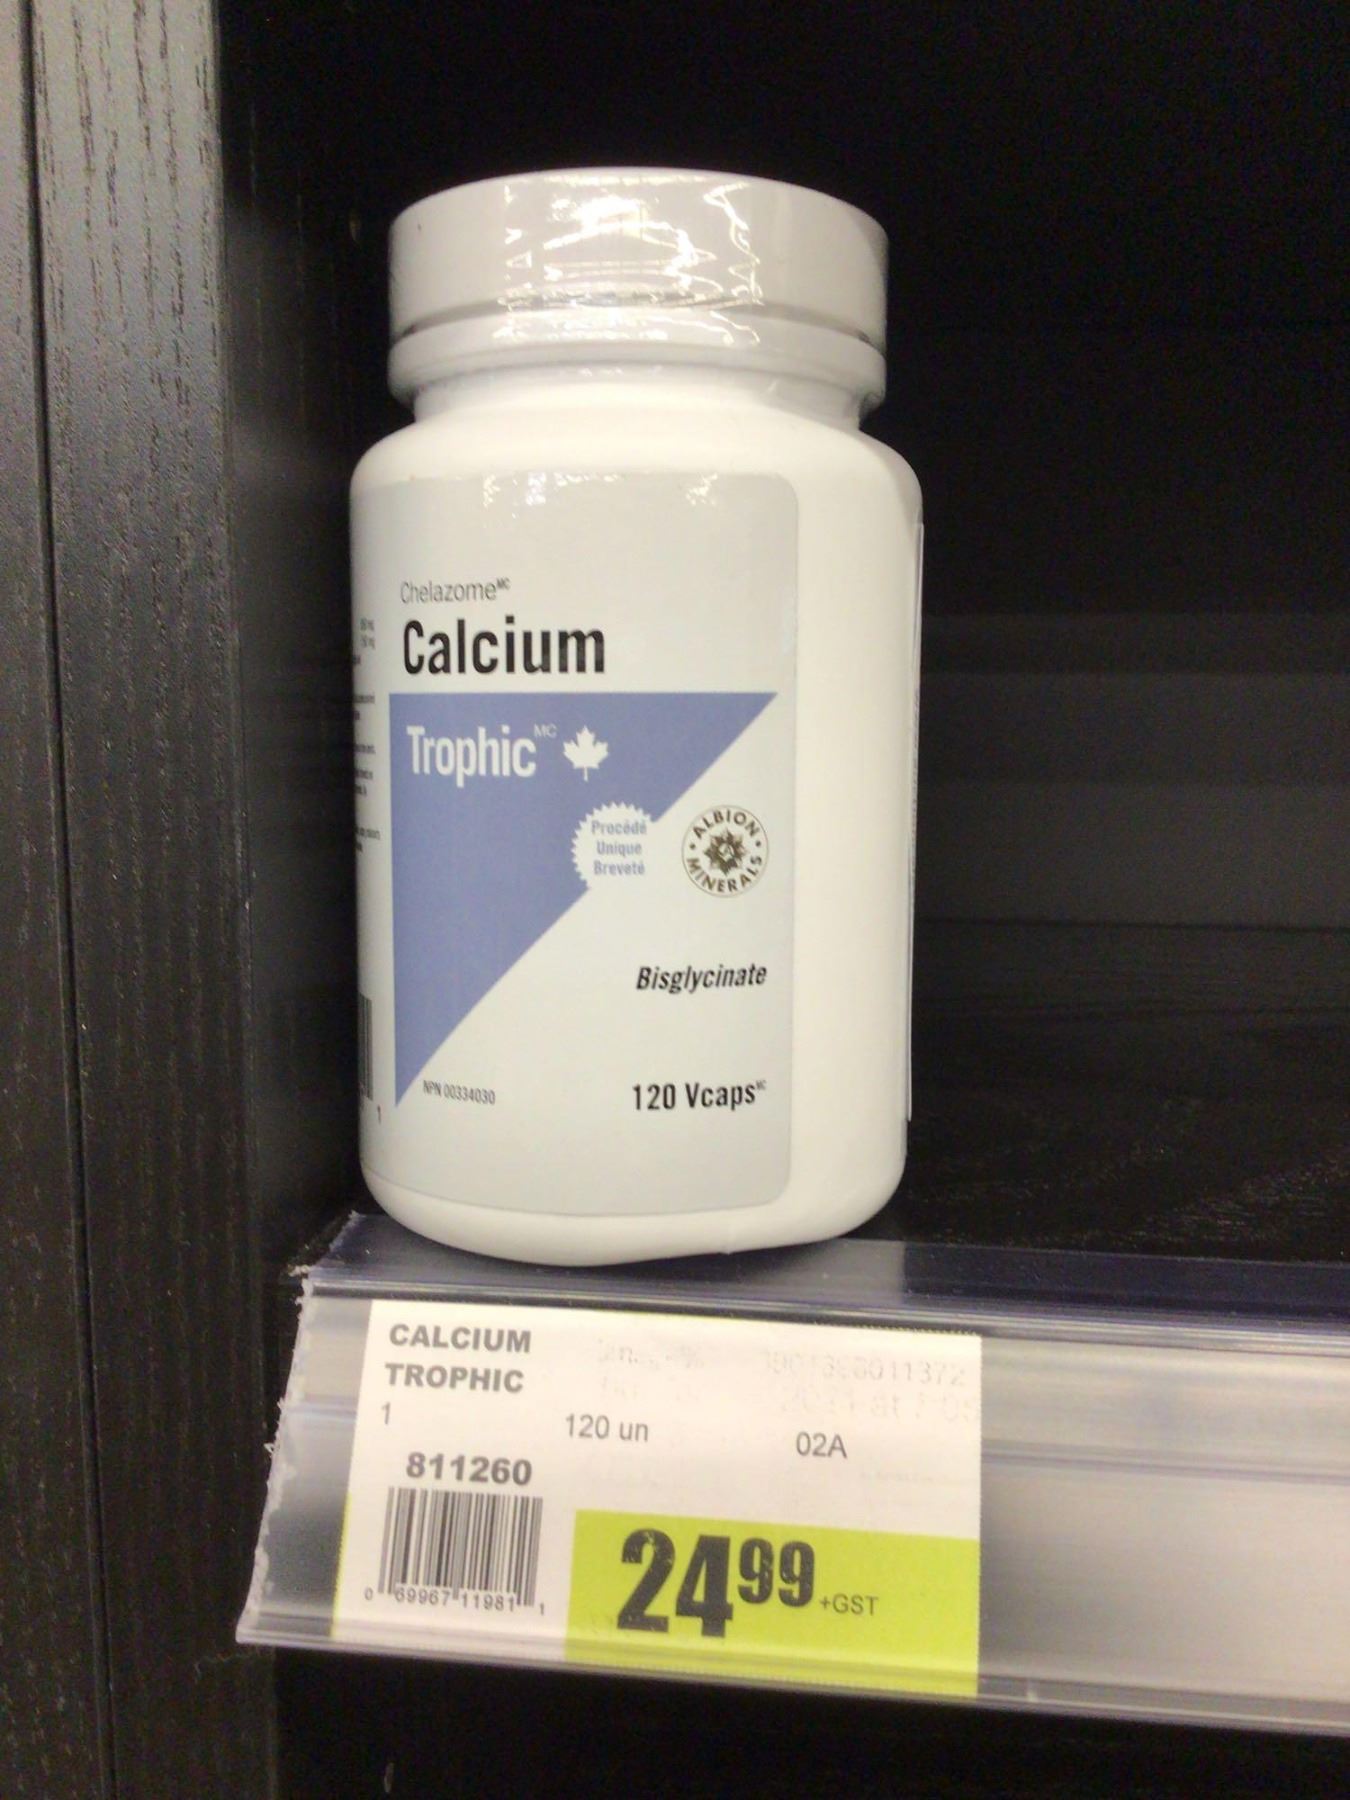 Chelazome MC
Calcium
Trophic MC
Procédé
Unique
Breveté
ALBION MINERALS
Bisglycinate
NPN 00334030
120 Vcaps MC
1
CALCIUM
TROPHIC
1 120 un 02A
811260
0 69967 11981 1
24 99 +GST